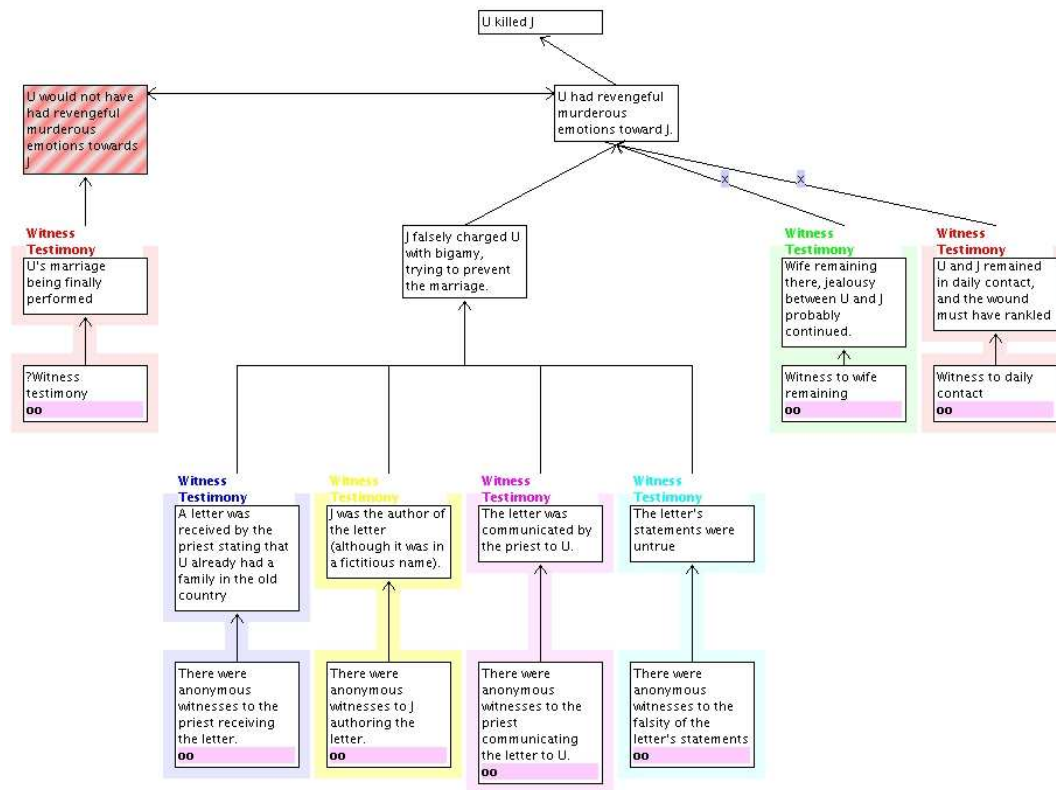 U killed J
U would not have
had revengeful
murderous
emotions towards
J
U had revengeful
murderous
emotions toward J.
x
x
J falsely charged U
with bigamy,
trying to prevent
the marriage.
Witness
Testimony
U's marriage
being finally
performed
?Witness
testimony
oo
Witness
Testimony
Wife remaining
there, jealousy
between U and J
probably
continued.
Witness to wife
remaining
oo
Witness
Testimony
U and J remained
in daily contact,
and the wound
must have rankled
Witness to daily
contact
oo
Witness
Testimony
A letter was
received by the
priest stating that
U already had a
family in the old
country
There were
anonymous
witnesses to the
priest receiving
the letter.
oo
Witness
Testimony
J was the author of
the letter
(although it was in
a fictitious name).
There were
anonymous
witnesses to J
authoring the
letter.
oo
Witness
Testimony
The letter was
communicated by
the priest to U.
There were
anonymous
witnesses to the
priest
communicating
the letter to U.
oo
Witness
Testimony
The letter's
statements were
untrue
There were
anonymous
witnesses to the
falsity of the
letter's statements
oo